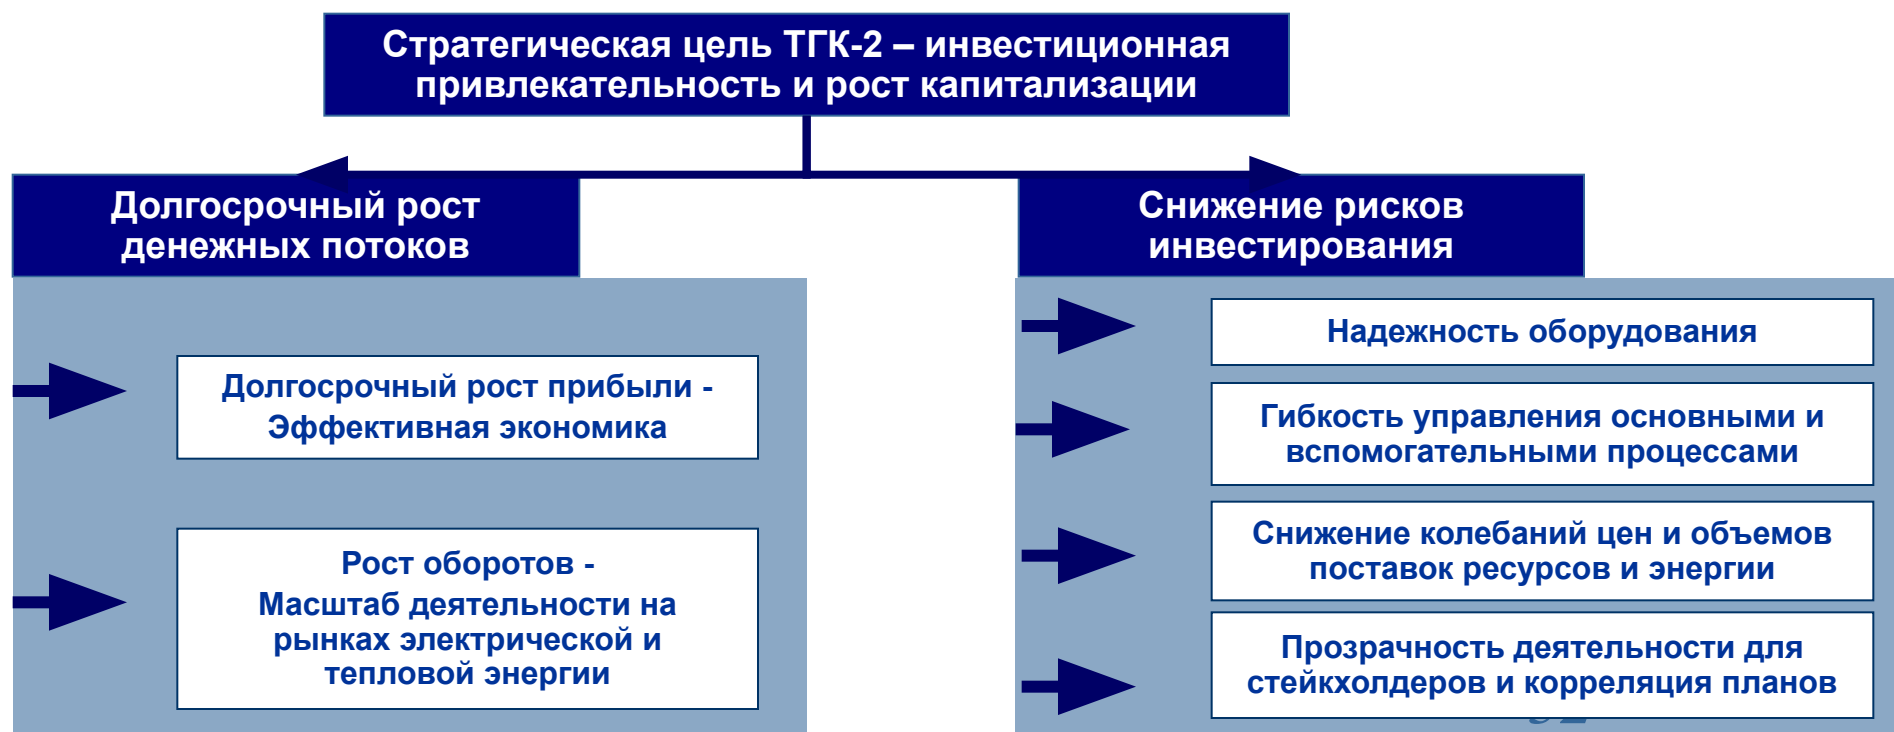 Стратегическая цель ТГК-2 – инвестиционная
привлекательность и рост капитализации
Долгосрочный рост
денежных потоков
Долгосрочный рост прибыли -
Эффективная экономика
Рост оборотов -
Масштаб деятельности на
рынках электрической и
тепловой энергии
Снижение рисков
инвестирования
Надежность оборудования
Гибкость управления основными и
вспомогательными процессами
Снижение колебаний цен и объемов
поставок ресурсов и энергии
Прозрачность деятельности для
стейкхолдеров и корреляция планов